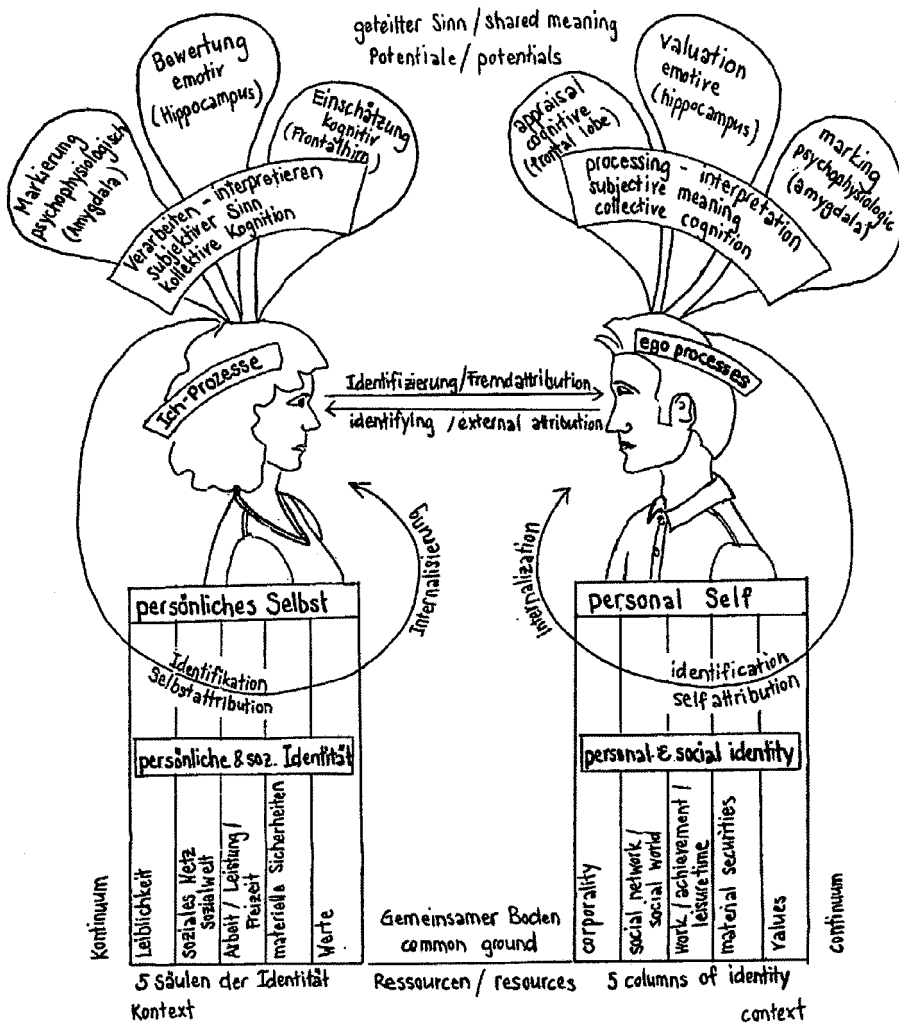 geteilter Sinn / shared meaning
Potentiale / potentials
Markierung
psychophysiologisch
(Amygdala)
Bewertung
emotiv
(Hippocampus)
Einschätzung
kognitiv
(Frontalhirn)
Verarbeiten - interpretieren
subjektiver Sinn
kollektive Kognition
appraisal
cognitive
(frontal lobe)
valuation
emotive
(hippocampus)
marking
psychophysiologic
(amygdala)
processing - interpretation
subjective meaning
collective cognition
Ich-Prozesse
ego processes
Identifizierung/Fremdattribution
identifying / external attribution
Internalisierung
Internalization
persönliches Selbst
Identifikation
Selbstattribution
persönliche & soz. Identität
Kontinuum
Leiblichkeit
soziales Netz
Sozialwelt
Arbeit / Leistung /
Freizeit
materielle Sicherheiten
Werte
5 Säulen der Identität
Kontext
Gemeinsamer Boden
common ground
Ressourcen / resources
personal Self
identification
self attribution
personal & social identity
corporality
social network /
social world
work / achievement /
leisuretime
material securities
values
continuum
5 columns of identity
context